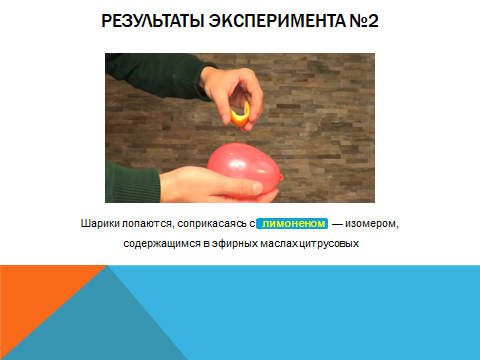 РЕЗУЛЬТАТЫ ЭКСПЕРИМЕНТА №2
Шарики лопаются, соприкасаясь с лимоненом — изомером,
содержащимся в эфирных маслах цитрусовых